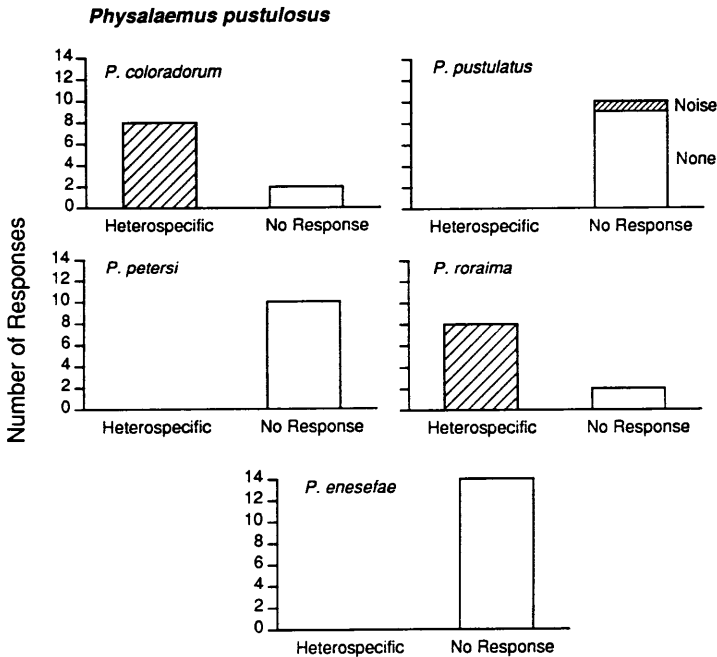 Physalaemus pustulosus
Number of Responses
P. coloradorum
14
12
10
8
6
4
2
0
Heterospecific No Response
P. pustulatus
Noise
None
Heterospecific No Response
P. petersi
14
12
10
8
6
4
2
0
Heterospecific No Response
P. roraima
Heterospecific No Response
P. enesefae
14
12
10
8
6
4
2
0
Heterospecific No Response